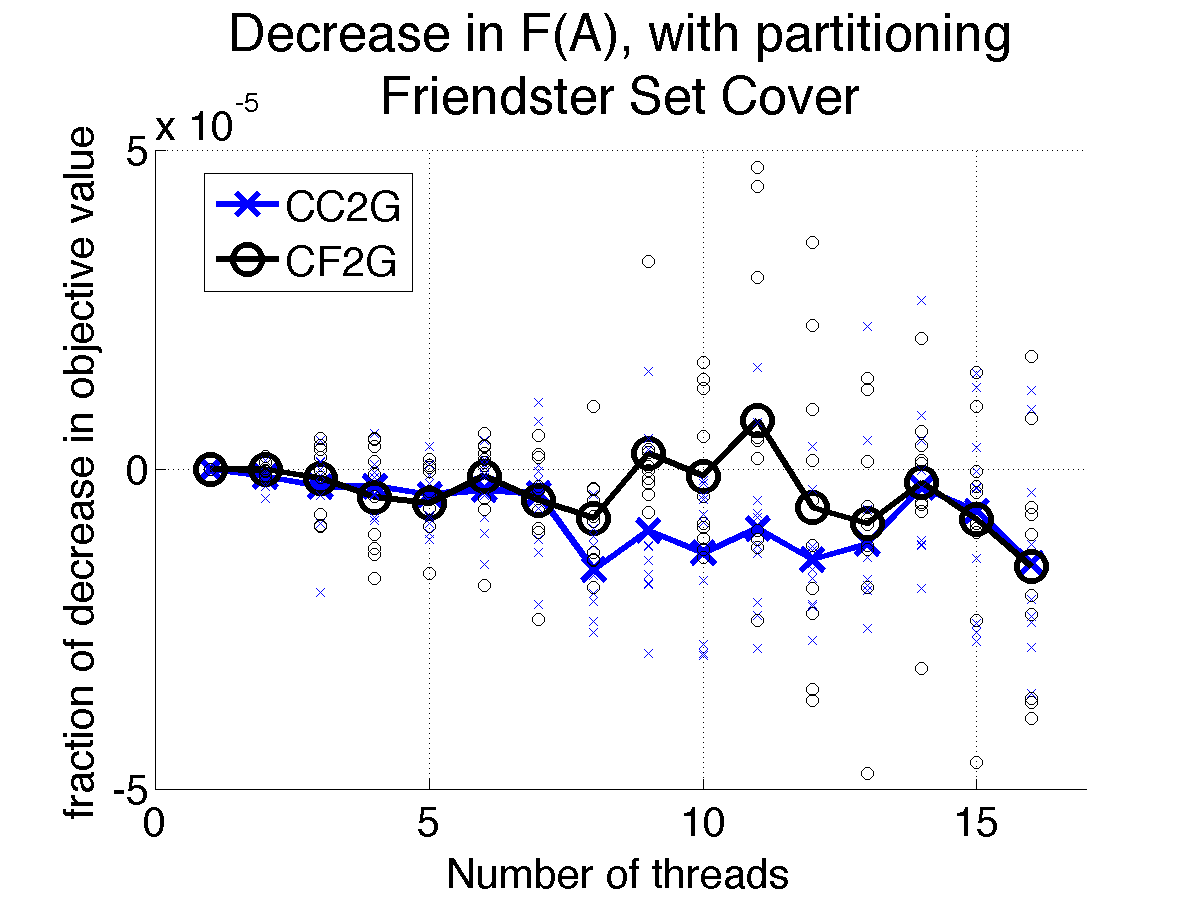 Decrease in F(A), with partitioning
Friendster Set Cover
x 10^-5
fraction of decrease in objective value
5
0
-5
CC2G
CF2G
0 5 10 15
Number of threads